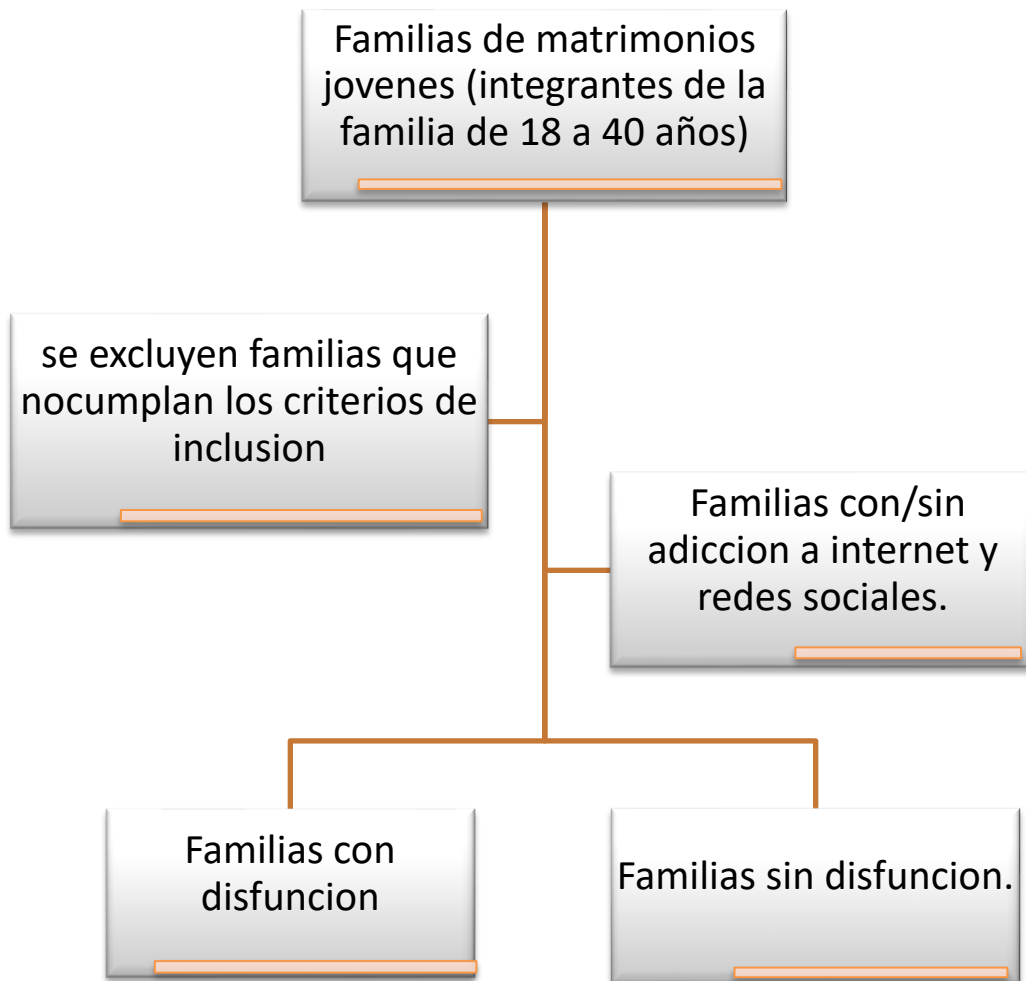 Familias de matrimonios
jovenes (integrantes de la
familia de 18 a 40 años)
se excluyen familias que
nocumplan los criterios de
inclusion
Familias con/sin
adiccion a internet y
redes sociales.
Familias con
disfuncion
Familias sin disfuncion.